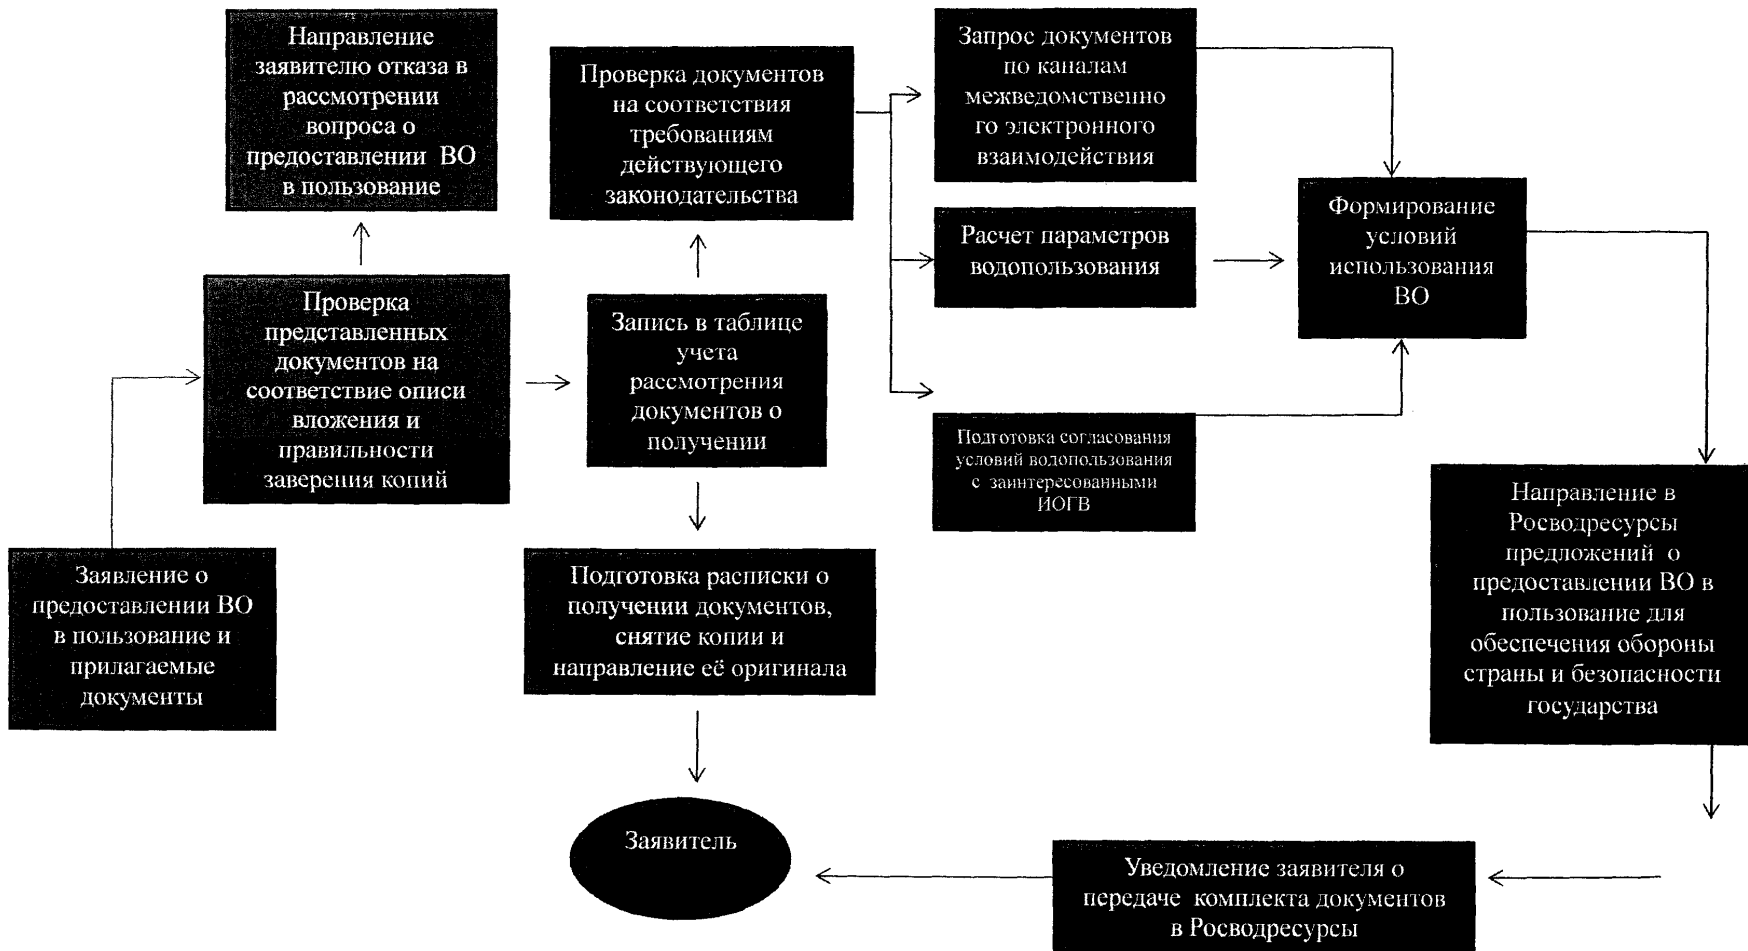 Направление
заявителю отказа в
рассмотрении
вопроса о
предоставлении ВО
в пользование
Проверка документов
на соответствия
требованиям
действующего
законодательства
Запрос документов
по каналам
межведомственно
го электронного
взаимодействия
Расчет параметров
водопользования
Формирование
условий
использования
ВО
Проверка
представленных
документов на
соответствие описи
вложения и
правильности
заверения копий
Запись в таблице
учета
рассмотрения
документов о
получении
Подготовка согласования
условий водопользования
с заинтересованными
ИОГВ
Заявление о
предоставлении ВО
в пользование и
прилагаемые
документы
Подготовка расписки о
получении документов,
снятие копии и
направление её оригинала
Направление в
Росводресурсы
предложений о
предоставлении ВО в
пользование для
обеспечения обороны
страны и безопасности
государства
Заявитель
Уведомление заявителя о
передаче комплекта документов
в Росводресурсы